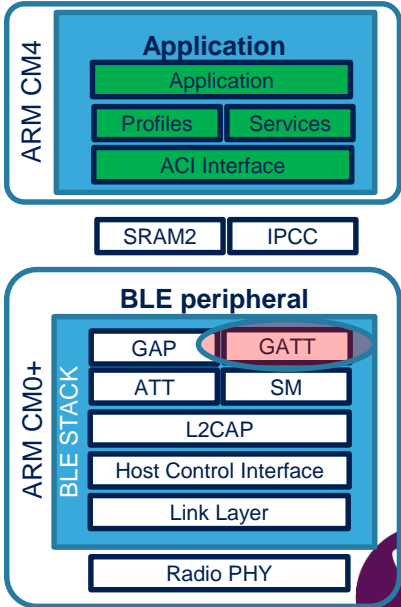 ARM CM4
Application
Application
Profiles Services
ACI Interface
SRAM2 IPCC
ARM CM0+
BLE peripheral
BLE STACK
GAP GATT
ATT SM
L2CAP
Host Control Interface
Link Layer
Radio PHY